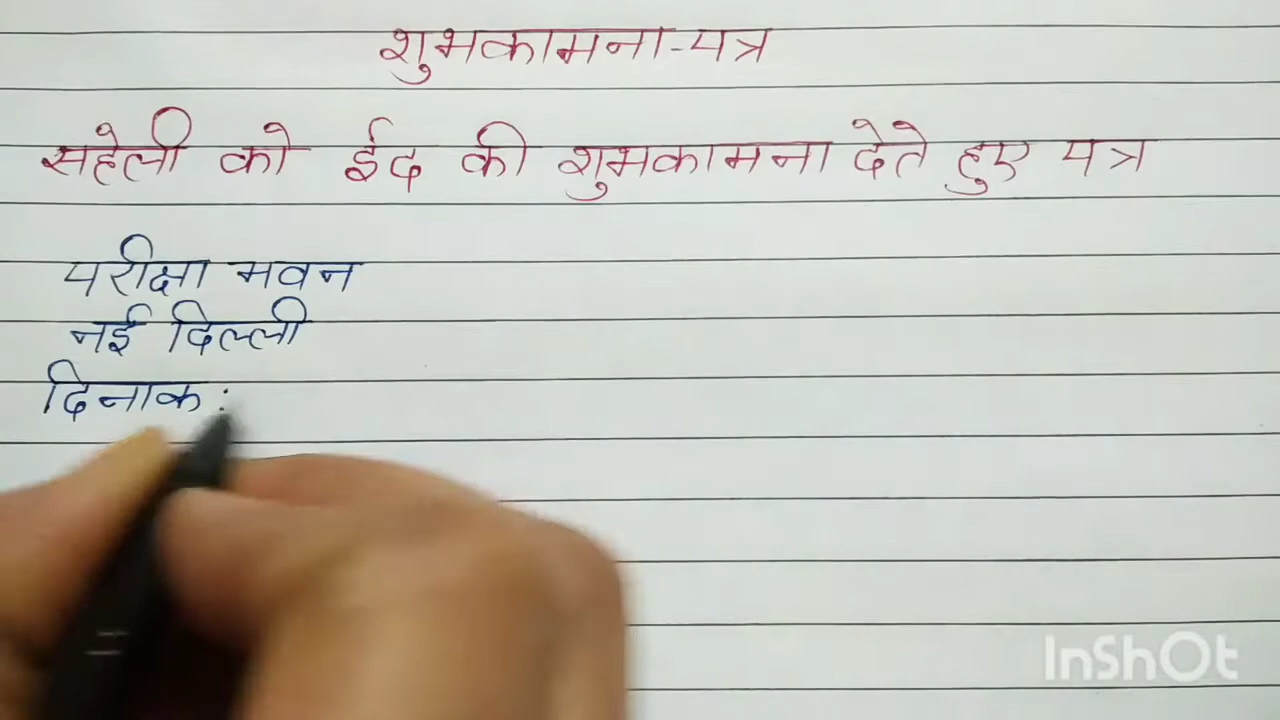 शुभकामना-पत्र
सहेली को ईद की शुभकामना देते हुए पत्र
परीक्षा भवन
नई दिल्ली
दिनाक :
InShOt